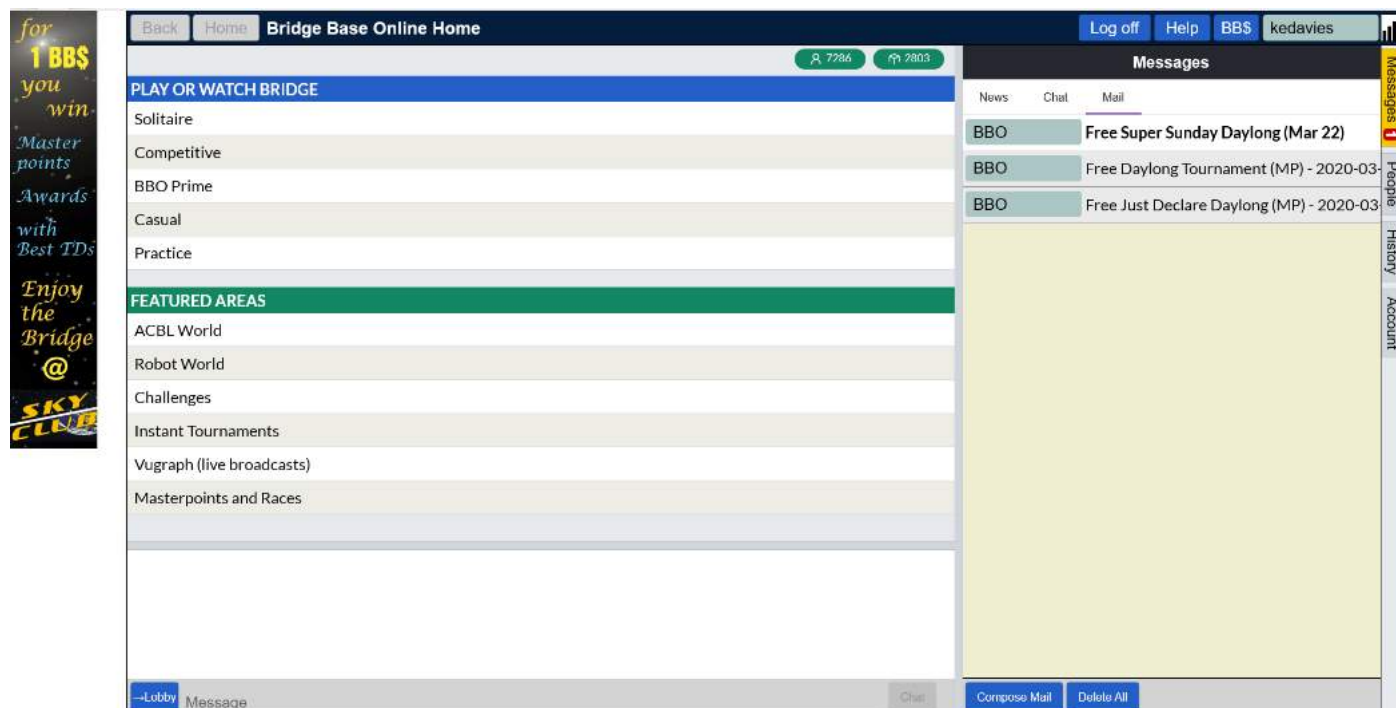 for
1 BB$
you
win
Master
points
Awards
with
Best TDs
Enjoy
the
Bridge
@
SKY
CLUB
Back Home Bridge Base Online Home Log off Help BB$ kedavies
7286 2803
PLAY OR WATCH BRIDGE
Solitaire
Competitive
BBO Prime
Casual
Practice
FEATURED AREAS
ACBL World
Robot World
Challenges
Instant Tournaments
Vugraph (live broadcasts)
Masterpoints and Races
→Lobby Message Chat
Messages
News Chat Mail
BBO Free Super Sunday Daylong (Mar 22)
BBO Free Daylong Tournament (MP) - 2020-03-
BBO Free Just Declare Daylong (MP) - 2020-03-
Compose Mail Delete All
Messages 1
People
History
Account